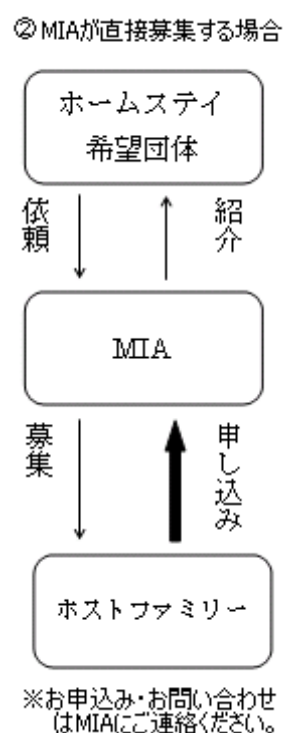 ②MIAが直接募集する場合
ホームステイ
希望団体
依頼
紹介
MIA
募集
申し込み
ホストファミリー
※お申込み・お問い合わせ
はMIAにご連絡ください。